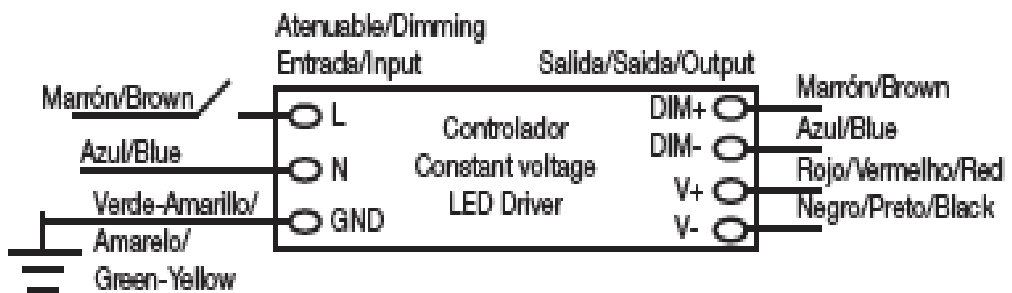 Atenuable/Dimming
Entrada/Input
Salida/Saida/Output
Marrón/Brown
L
Azul/Blue
N
Verde-Amarillo/
Amarelo/
Green-Yellow
GND
Controlador
Constant voltage
LED Driver
DIM+
Marrón/Brown
DIM-
Azul/Blue
V+
Rojo/Vermelho/Red
V-
Negro/Preto/Black